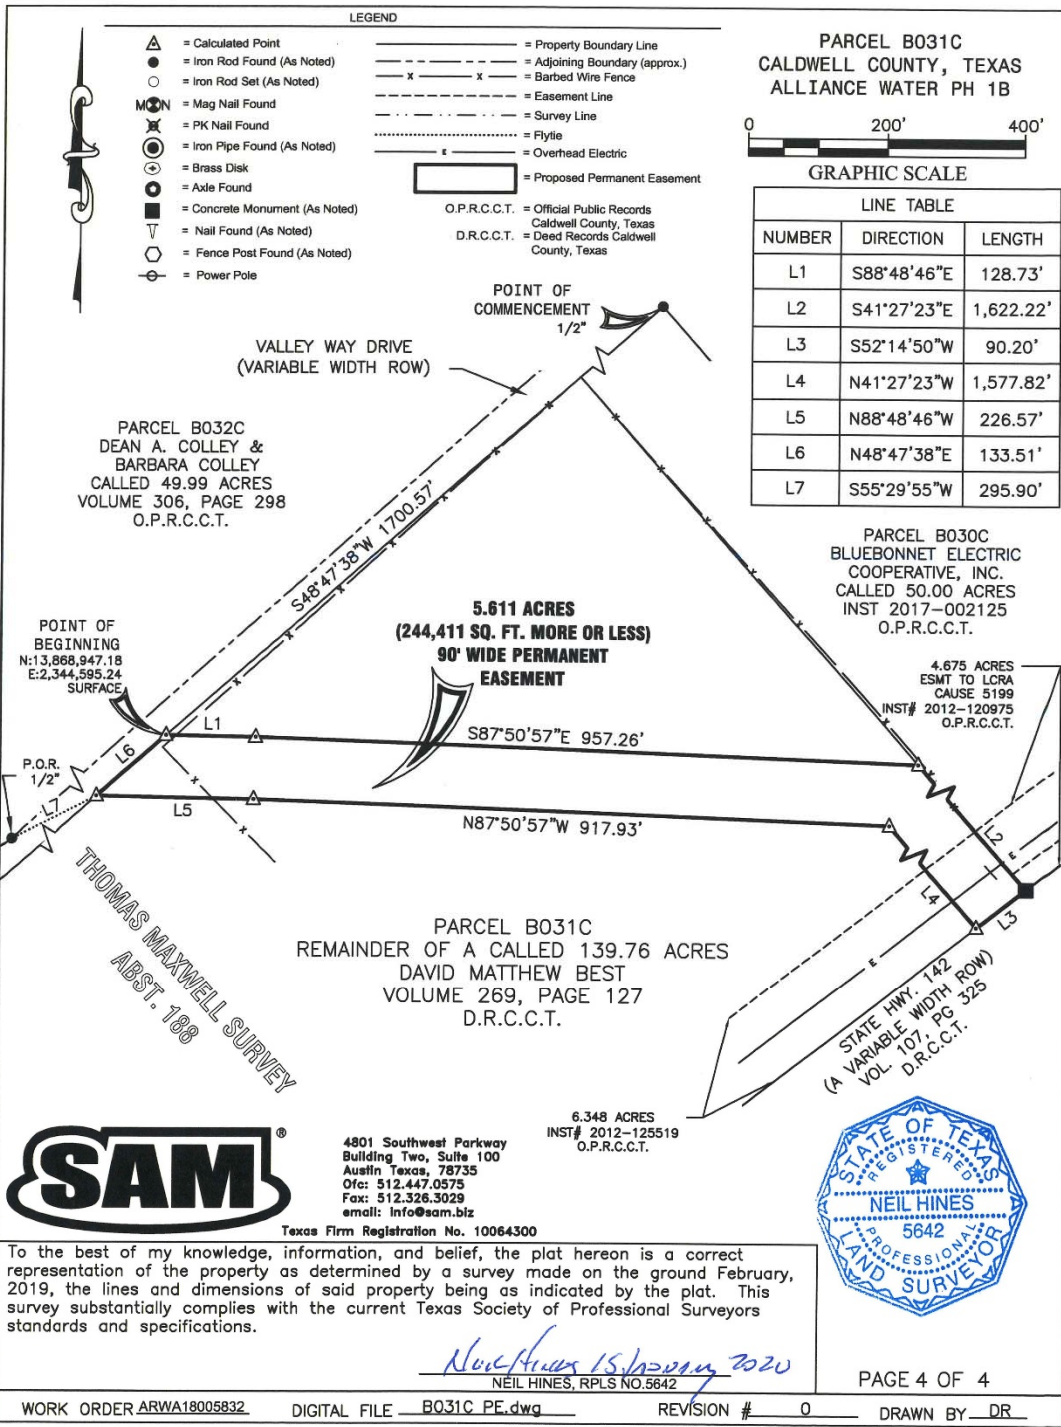 LEGEND
= Calculated Point
= Iron Rod Found (As Noted)
= Iron Rod Set (As Noted)
M N = Mag Nail Found
= PK Nail Found
= Iron Pipe Found (As Noted)
= Brass Disk
= Axle Found
= Concrete Monument (As Noted)
= Nail Found (As Noted)
= Fence Post Found (As Noted)
= Power Pole
= Property Boundary Line
= Adjoining Boundary (approx.)
= Barbed Wire Fence
= Easement Line
= Survey Line
= Flytie
E = Overhead Electric
= Proposed Permanent Easement
O.P.R.C.C.T. = Official Public Records
Caldwell County, Texas
D.R.C.C.T. = Deed Records Caldwell
County, Texas
PARCEL B031C
CALDWELL COUNTY, TEXAS
ALLIANCE WATER PH 1B
0 200' 400'
GRAPHIC SCALE
LINE TABLE
NUMBER DIRECTION LENGTH
L1 S88°48'46"E 128.73'
L2 S41°27'23"E 1,622.22'
L3 S52°14'50"W 90.20'
L4 N41°27'23"W 1,577.82'
L5 N88°48'46"W 226.57'
L6 N48°47'38"E 133.51'
L7 S55°29'55"W 295.90'
POINT OF
COMMENCEMENT
1/2"
VALLEY WAY DRIVE
(VARIABLE WIDTH ROW)
PARCEL B032C
DEAN A. COLLEY &
BARBARA COLLEY
CALLED 49.99 ACRES
VOLUME 306, PAGE 298
O.P.R.C.C.T.
S48°47'38"W 1700.57'
PARCEL B030C
BLUEBONNET ELECTRIC
COOPERATIVE, INC.
CALLED 50.00 ACRES
INST 2017-002125
O.P.R.C.C.T.
5.611 ACRES
(244,411 SQ. FT. MORE OR LESS)
90' WIDE PERMANENT
EASEMENT
POINT OF
BEGINNING
N:13,868,947.18
E:2,344,595.24
SURFACE
4.675 ACRES
ESMT TO LCRA
CAUSE 5199
INST# 2012-120975
O.P.R.C.C.T.
L1
S87°50'57"E 957.26'
L6
P.O.R.
1/2"
L7
L5
N87°50'57"W 917.93'
L2
E
L4
L3
THOMAS MAXWELL SURVEY
ABST. 188
PARCEL B031C
REMAINDER OF A CALLED 139.76 ACRES
DAVID MATTHEW BEST
VOLUME 269, PAGE 127
D.R.C.C.T.
E
STATE HWY. 142
(A VARIABLE WIDTH ROW)
VOL. 107, PG 325
D.R.C.C.T.
6.348 ACRES
INST# 2012-125519
O.P.R.C.C.T.
SAM®
4801 Southwest Parkway
Building Two, Suite 100
Austin Texas, 78735
Ofc: 512.447.0575
Fax: 512.326.3029
email: info@sam.biz
Texas Firm Registration No. 10064300
STATE OF TEXAS
REGISTERED
NEIL HINES
5642
PROFESSIONAL
LAND SURVEYOR
To the best of my knowledge, information, and belief, the plat hereon is a correct
representation of the property as determined by a survey made on the ground February,
2019, the lines and dimensions of said property being as indicated by the plat. This
survey substantially complies with the current Texas Society of Professional Surveyors
standards and specifications.
Neil Hines 15 January 2020
NEIL HINES, RPLS NO.5642
PAGE 4 OF 4
WORK ORDER ARWA18005832 DIGITAL FILE B031C PE.dwg REVISION # 0 DRAWN BY DR